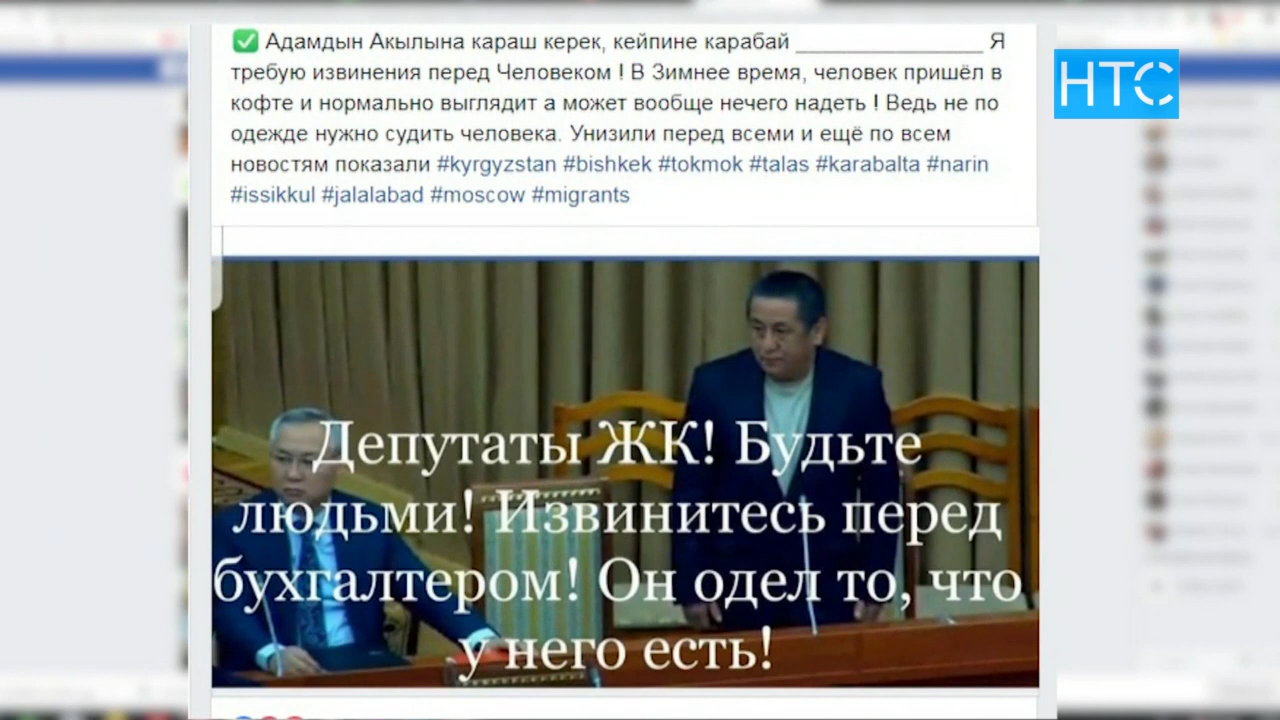 ✅ Адамдын Акылына караш керек, кейпине карабай ________________ Я
требую извинения перед Человеком ! В Зимнее время, человек пришёл в
кофте и нормально выглядит а может вообще нечего надеть ! Ведь не по
одежде нужно судить человека. Унизили перед всеми и ещё по всем
новостям показали #kyrgyzstan #bishkek #tokmok #talas #karabalta #narin
#issikkul #jalalabad #moscow #migrants
НТС
Депутаты ЖК! Будьте
людьми! Извинитесь перед
бухгалтером! Он одел то, что
у него есть!